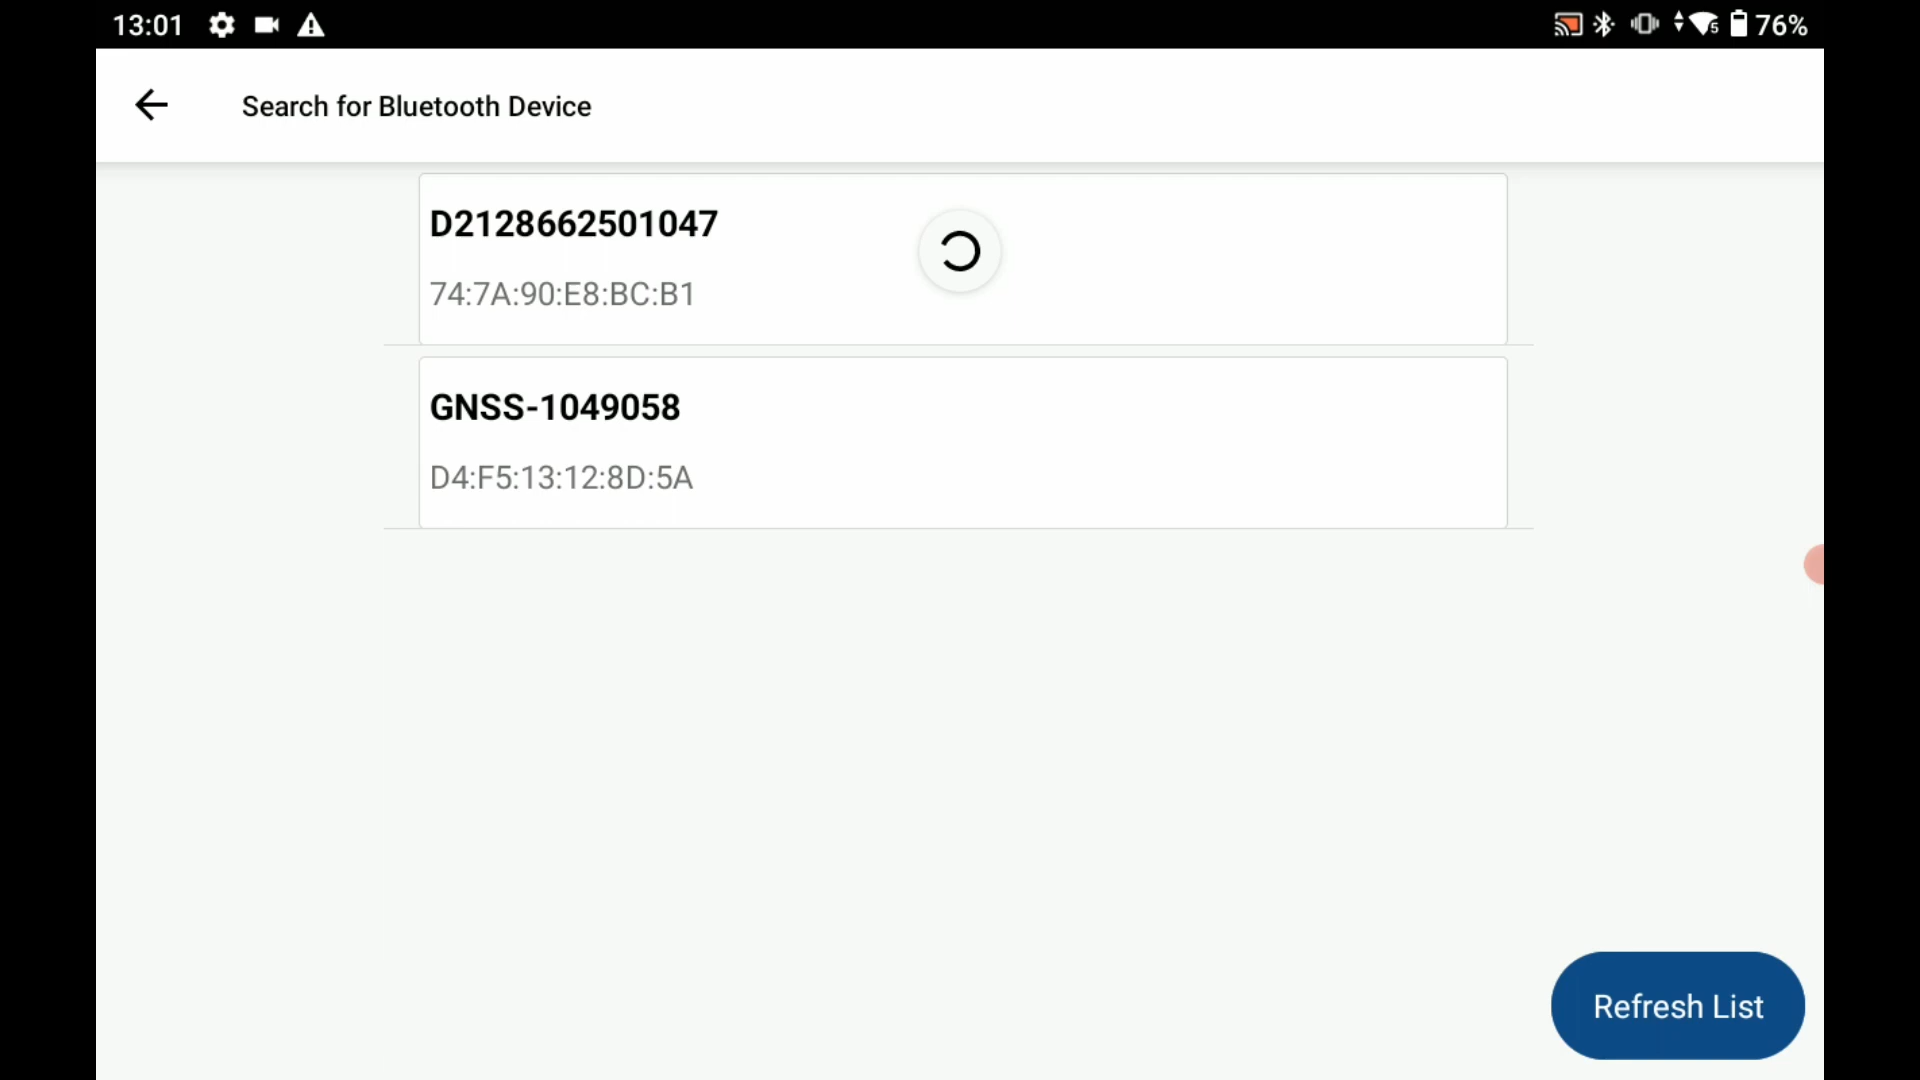 13:01
5 76%
Search for Bluetooth Device
D2128662501047
74:7A:90:E8:BC:B1
GNSS-1049058
D4:F5:13:12:8D:5A
Refresh List